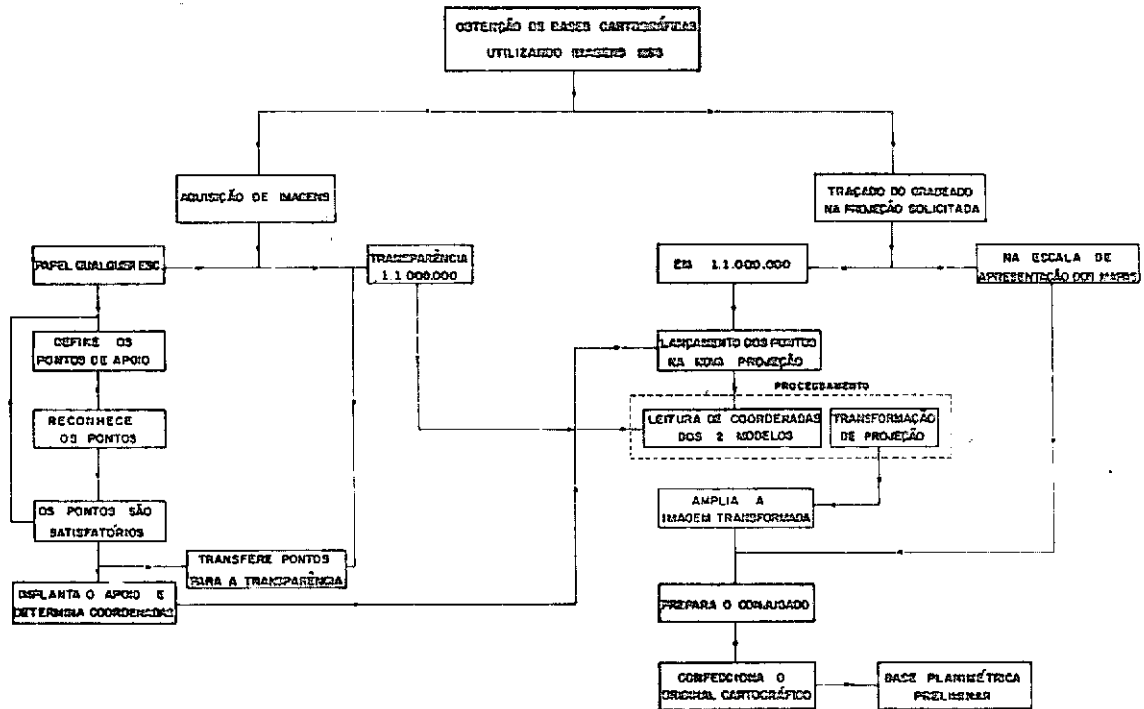 OBTENÇÃO DE BASES CARTOGRÁFICAS
UTILIZANDO IMAGENS MSS
AQUISIÇÃO DE IMAGENS
TRAÇADO DO GRADEADO
NA PROJEÇÃO SOLICITADA
PAPEL QUALQUER ESC
TRANSPARÊNCIA
1:1.000.000
EM 1:1.000.000
NA ESCALA DE
APRESENTAÇÃO DOS MAPAS
DEFINE OS
PONTOS DE APOIO
LANÇAMENTO DOS PONTOS
NA NOVA PROJEÇÃO
PROCESSAMENTO
RECONHECE
OS PONTOS
LEITURA DE COORDENADAS
DOS 2 MODELOS
TRANSFORMAÇÃO
DE PROJEÇÃO
OS PONTOS SÃO
SATISFATÓRIOS
AMPLIA A
IMAGEM TRANSFORMADA
TRANSFERE PONTOS
PARA A TRANSPARÊNCIA
IMPLANTA O APOIO E
DETERMINA COORDENADAS
PREPARA O CONJUGADO
CONFECCIONA O
ORIGINAL CARTOGRÁFICO
BASE PLANIMÉTRICA
PRELIMINAR